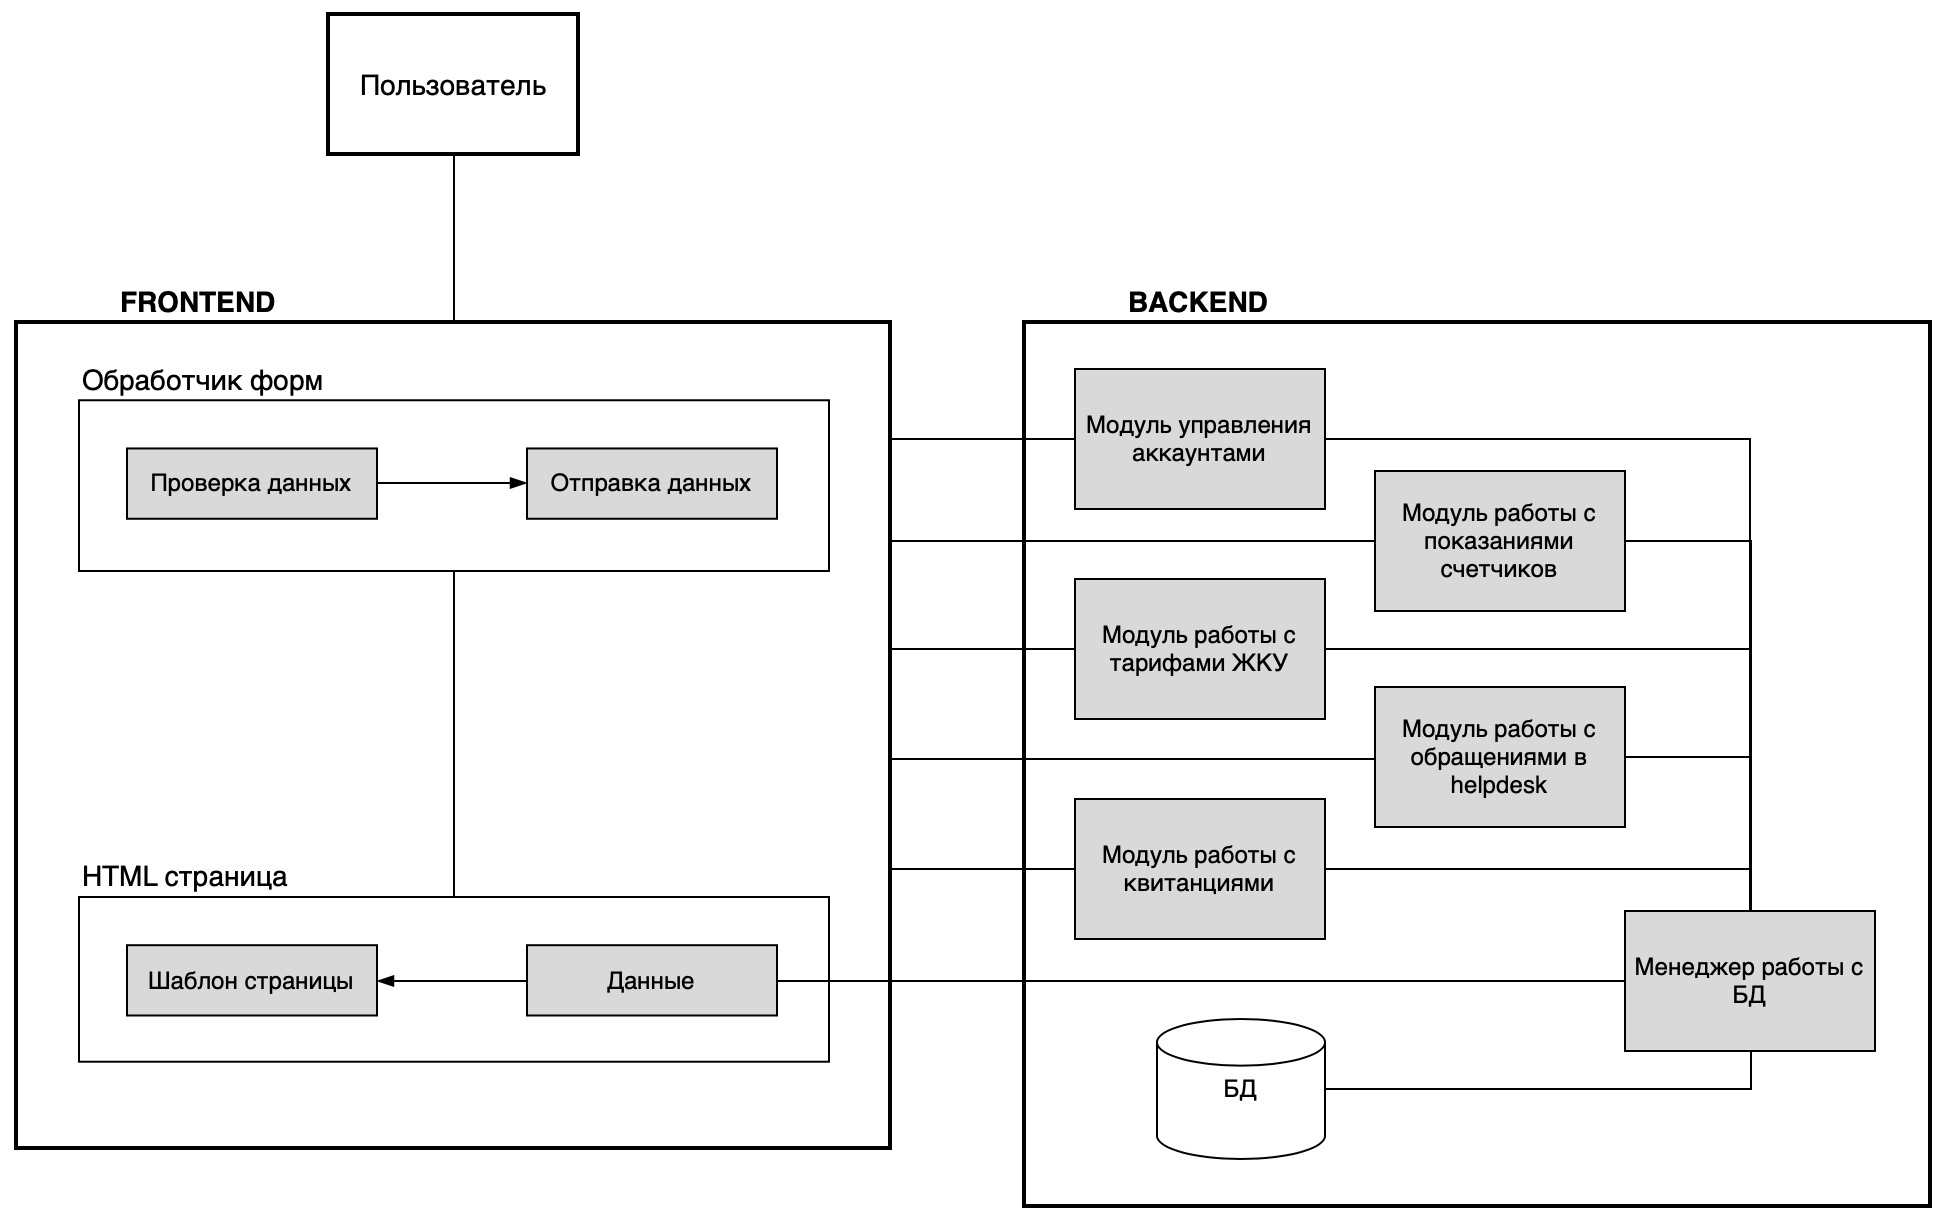 Пользователь
FRONTEND
Обработчик форм
Проверка данных
Отправка данных
HTML страница
Шаблон страницы
Данные
BACKEND
Модуль управления
аккаунтами
Модуль работы с
показаниями
счетчиков
Модуль работы с
тарифами ЖКУ
Модуль работы с
обращениями в
helpdesk
Модуль работы с
квитанциями
Менеджер работы с
БД
БД